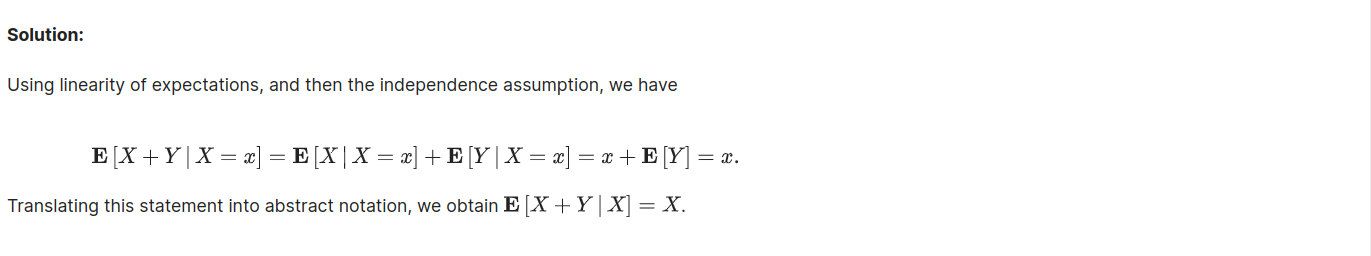 Solution:
Using linearity of expectations, and then the independence assumption, we have
E [X + Y | X = x] = E [X | X = x] + E [Y | X = x] = x + E [Y] = x.
Translating this statement into abstract notation, we obtain E [X + Y | X] = X.